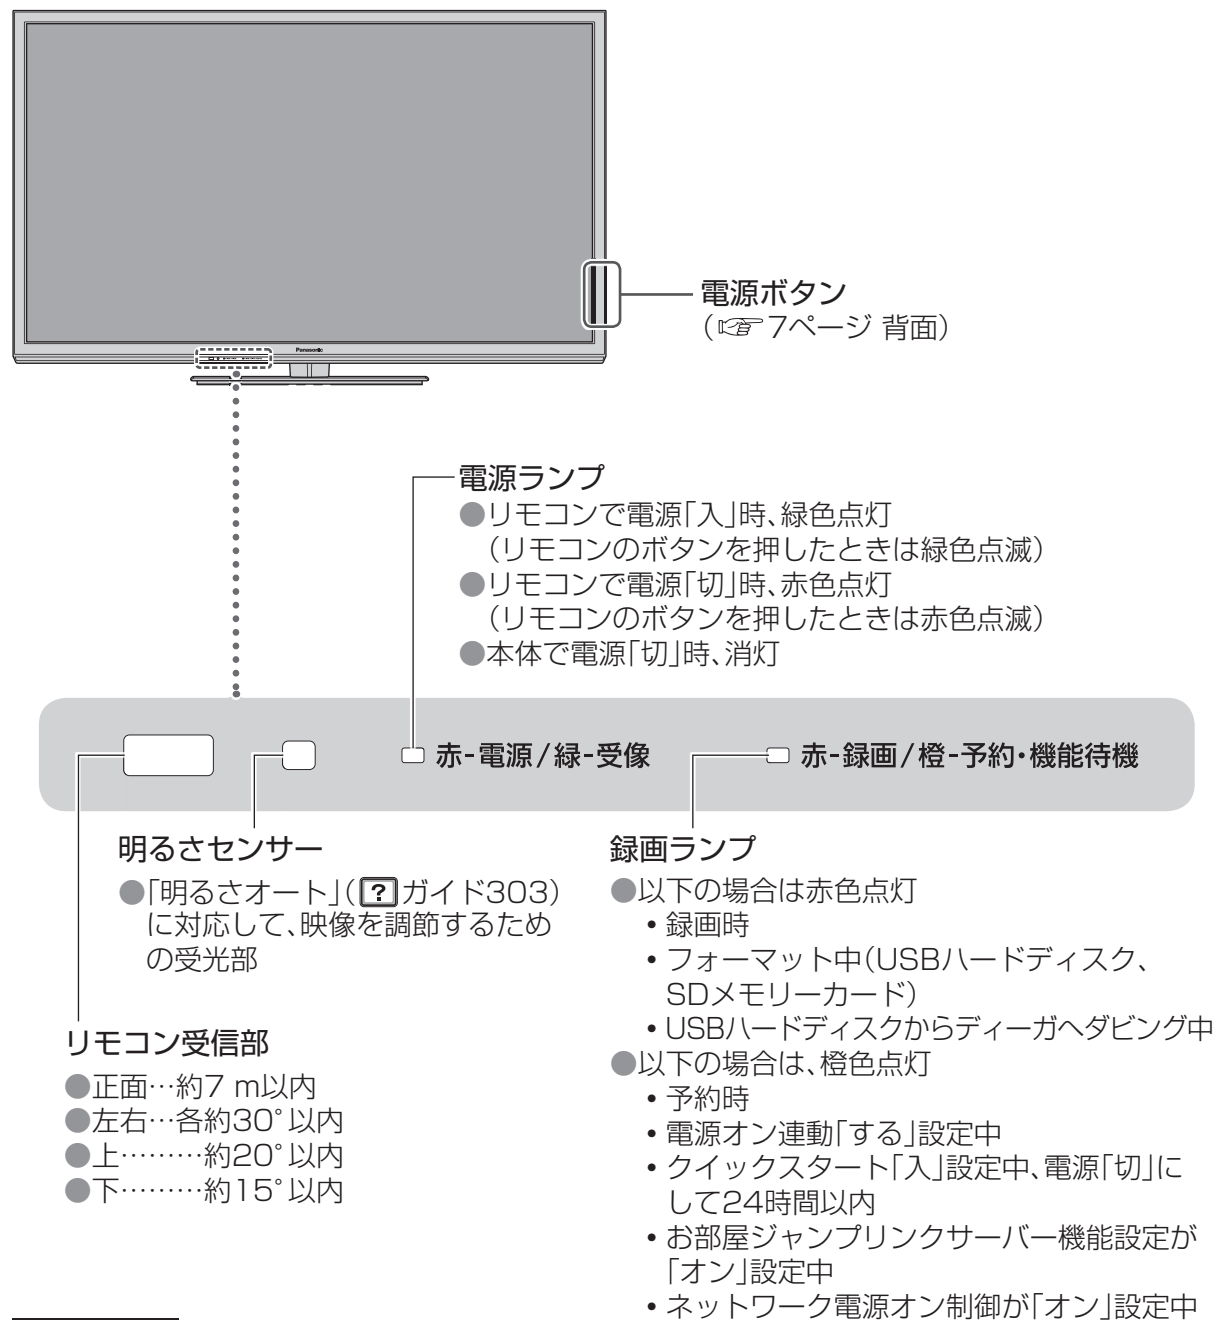 Panasonic
電源ボタン
(☞7ページ 背面)
電源ランプ
●リモコンで電源｢入｣時､緑色点灯
(リモコンのボタンを押したときは緑色点滅)
●リモコンで電源｢切｣時､赤色点灯
(リモコンのボタンを押したときは赤色点滅)
●本体で電源｢切｣時､消灯
赤-電源/緑-受像
赤-録画/橙-予約･機能待機
明るさセンサー
●｢明るさオート｣(?ガイド303)
に対応して､映像を調節するため
の受光部
リモコン受信部
●正面…約7 m以内
●左右…各約30°以内
●上………約20°以内
●下………約15°以内
録画ランプ
●以下の場合は赤色点灯
• 録画時
• フォーマット中(USBハードディスク､
SDメモリーカード)
• USBハードディスクからディーガへダビング中
●以下の場合は､橙色点灯
• 予約時
• 電源オン連動｢する｣設定中
• クイックスタート｢入｣設定中､電源｢切｣に
して24時間以内
• お部屋ジャンプリンクサーバー機能設定が
｢オン｣設定中
• ネットワーク電源オン制御が｢オン｣設定中